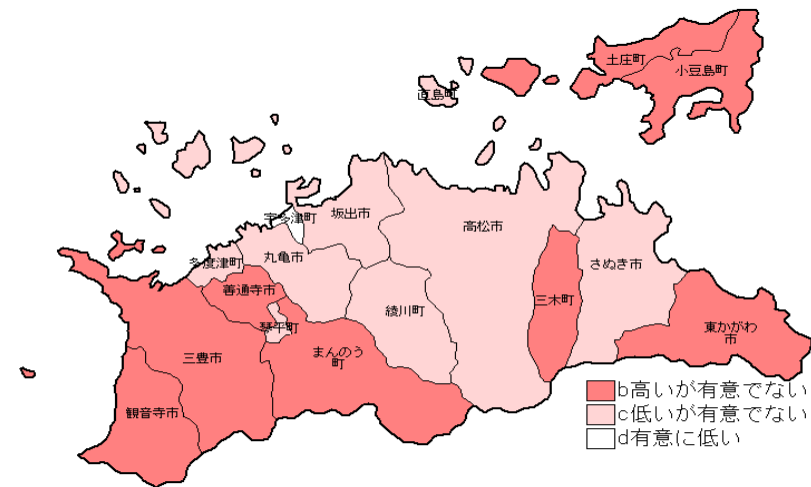 土庄町
小豆島町
直島町
宇多津町
坂出市
高松市
多度津町
丸亀市
さぬき市
善通寺市
三木町
綾川町
琴平町
東かがわ
市
三豊市
まんのう
町
観音寺市
b高いが有意でない
c低いが有意でない
d有意に低い